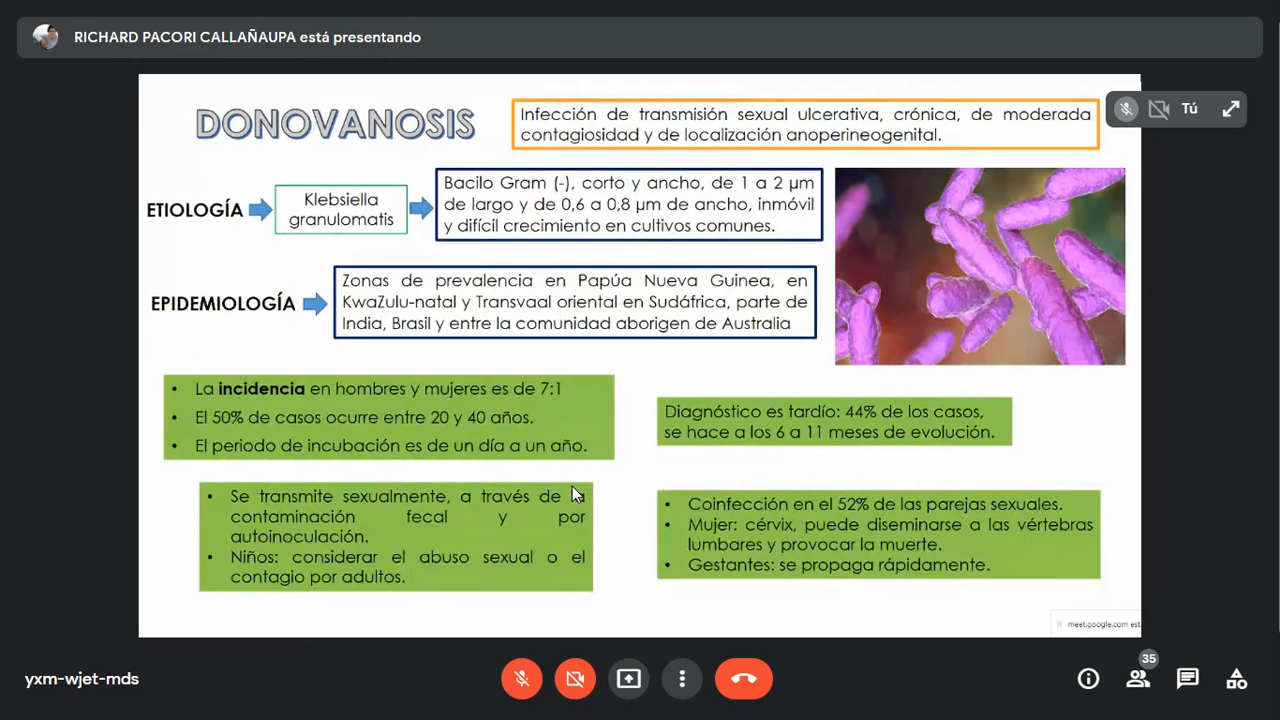 RICHARD PACORI CALLAÑAUPA está presentando
Tú
DONOVANOSIS
Infección de transmisión sexual ulcerativa, crónica, de moderada
contagiosidad y de localización anoperineogenital.
ETIOLOGÍA
Klebsiella
granulomatis
Bacilo Gram (-), corto y ancho, de 1 a 2 µm
de largo y de 0,6 a 0,8 µm de ancho, inmóvil
y difícil crecimiento en cultivos comunes.
EPIDEMIOLOGÍA
Zonas de prevalencia en Papúa Nueva Guinea, en
KwaZulu-natal y Transvaal oriental en Sudáfrica, parte de
India, Brasil y entre la comunidad aborigen de Australia
• La incidencia en hombres y mujeres es de 7:1
• El 50% de casos ocurre entre 20 y 40 años.
• El periodo de incubación es de un día a un año.
Diagnóstico es tardío: 44% de los casos,
se hace a los 6 a 11 meses de evolución.
• Se transmite sexualmente, a través de
contaminación fecal y por
autoinoculación.
• Niños: considerar el abuso sexual o el
contagio por adultos.
• Coinfección en el 52% de las parejas sexuales.
• Mujer: cérvix, puede diseminarse a las vértebras
lumbares y provocar la muerte.
• Gestantes: se propaga rápidamente.
meet.google.com est
yxm-wjet-mds
35